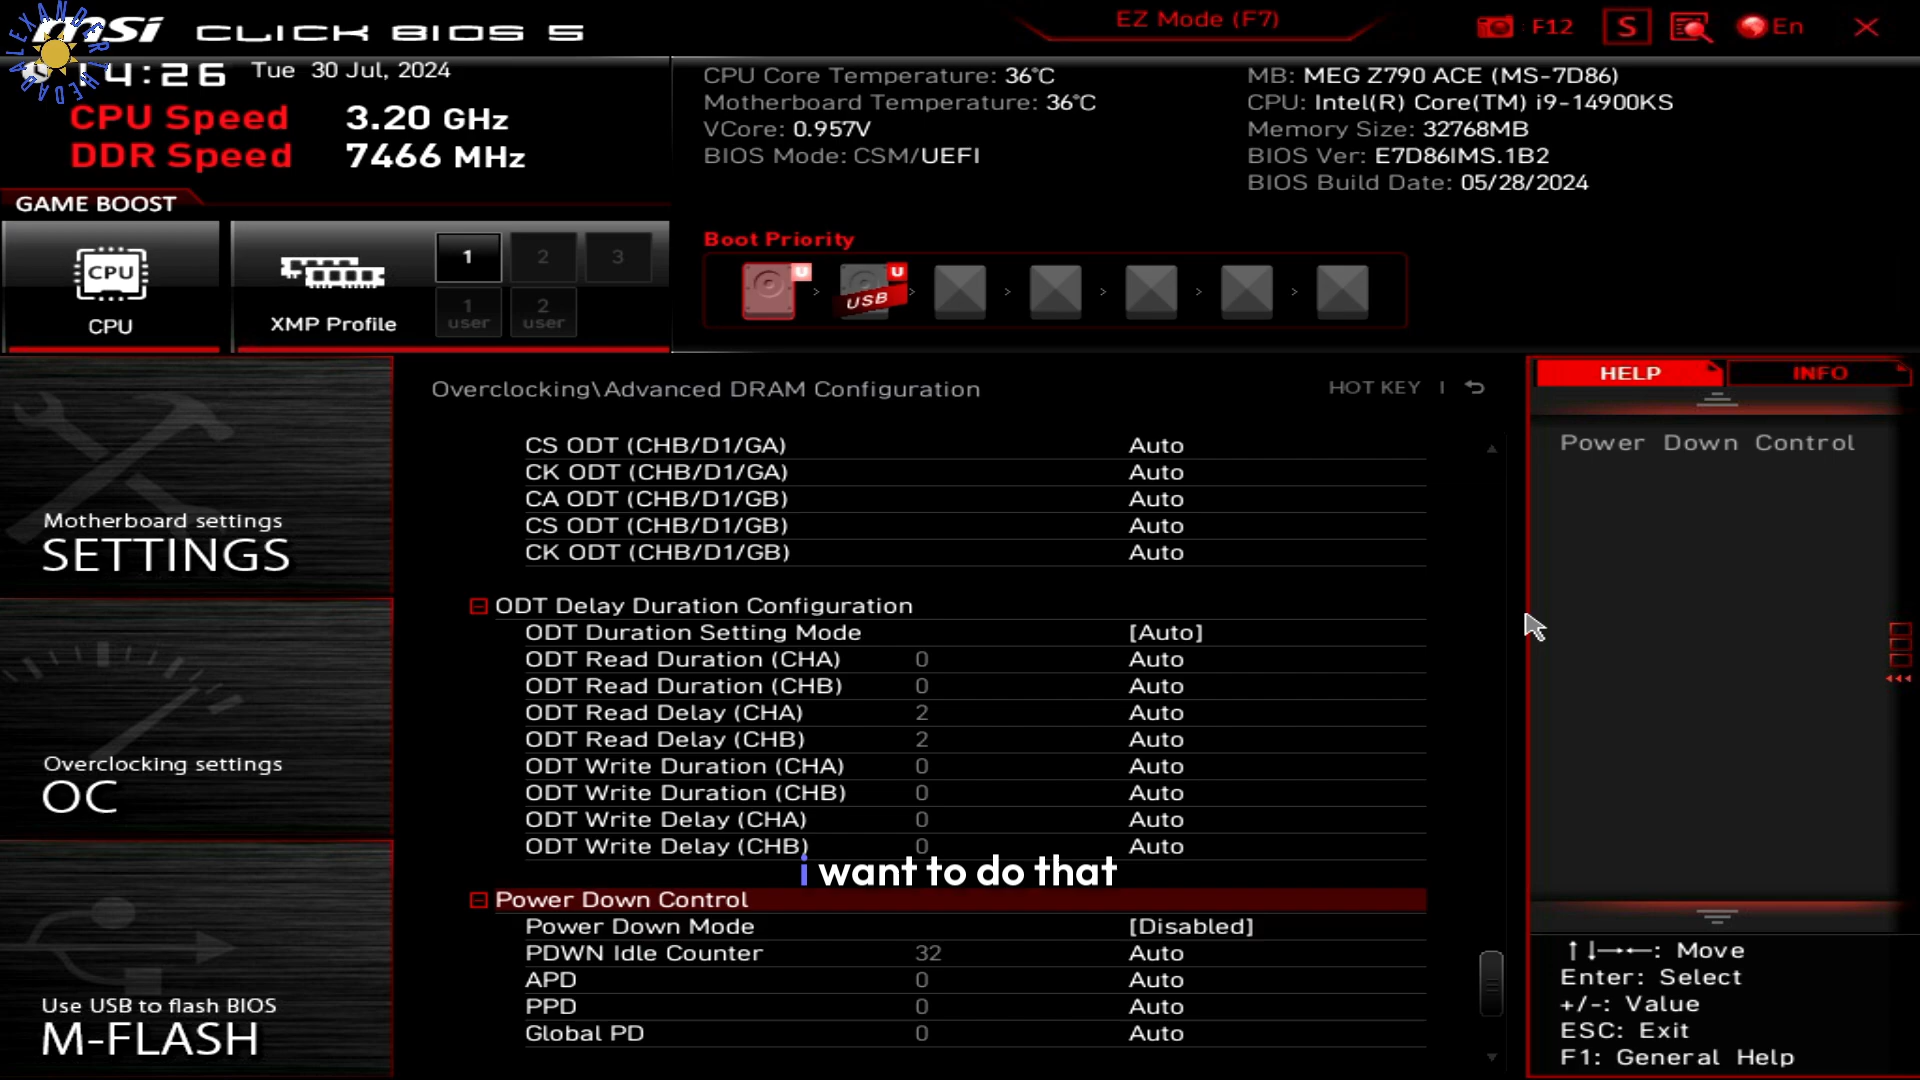 msi CLICK BIOS 5
EZ Mode (F7)
: F12
S
En
ALEXANDER THEDAR
14:26
Tue 30 Jul, 2024
CPU Speed 3.20 GHz
DDR Speed 7466 MHz
CPU Core Temperature: 36°C
Motherboard Temperature: 36°C
VCore: 0.957V
BIOS Mode: CSM/UEFI
MB: MEG Z790 ACE (MS-7D86)
CPU: Intel(R) Core(TM) i9-14900KS
Memory Size: 32768MB
BIOS Ver: E7D86IMS.1B2
BIOS Build Date: 05/28/2024
GAME BOOST
CPU
CPU
XMP Profile
1 2 3
1 user
2 user
Boot Priority
U
U
USB
Motherboard settings
SETTINGS
Overclocking settings
OC
Use USB to flash BIOS
M-FLASH
Overclocking\Advanced DRAM Configuration
HOT KEY |
CS ODT (CHB/D1/GA) Auto
CK ODT (CHB/D1/GA) Auto
CA ODT (CHB/D1/GB) Auto
CS ODT (CHB/D1/GB) Auto
CK ODT (CHB/D1/GB) Auto
ODT Delay Duration Configuration
ODT Duration Setting Mode [Auto]
ODT Read Duration (CHA) 0 Auto
ODT Read Duration (CHB) 0 Auto
ODT Read Delay (CHA) 2 Auto
ODT Read Delay (CHB) 2 Auto
ODT Write Duration (CHA) 0 Auto
ODT Write Duration (CHB) 0 Auto
ODT Write Delay (CHA) 0 Auto
ODT Write Delay (CHB) 0 Auto
i want to do that
Power Down Control
Power Down Mode [Disabled]
PDWN Idle Counter 32 Auto
APD 0 Auto
PPD 0 Auto
Global PD 0 Auto
HELP
INFO
Power Down Control
↑↓→←: Move
Enter: Select
+/-: Value
ESC: Exit
F1: General Help